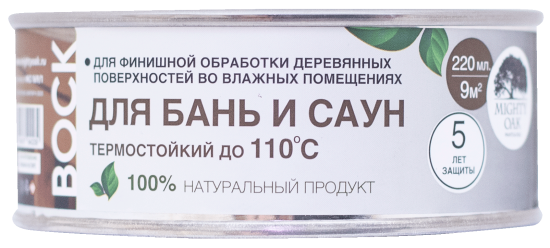 ВОСК
• ДЛЯ ФИНИШНОЙ ОБРАБОТКИ ДЕРЕВЯННЫХ
ПОВЕРХНОСТЕЙ ВО ВЛАЖНЫХ ПОМЕЩЕНИЯХ
ДЛЯ БАНЬ И САУН
ТЕРМОСТОЙКИЙ ДО 110°С
100% НАТУРАЛЬНЫЙ ПРОДУКТ
220 МЛ.
9М²
5
ЛЕТ
ЗАЩИТЫ
MIGHTY
OAK